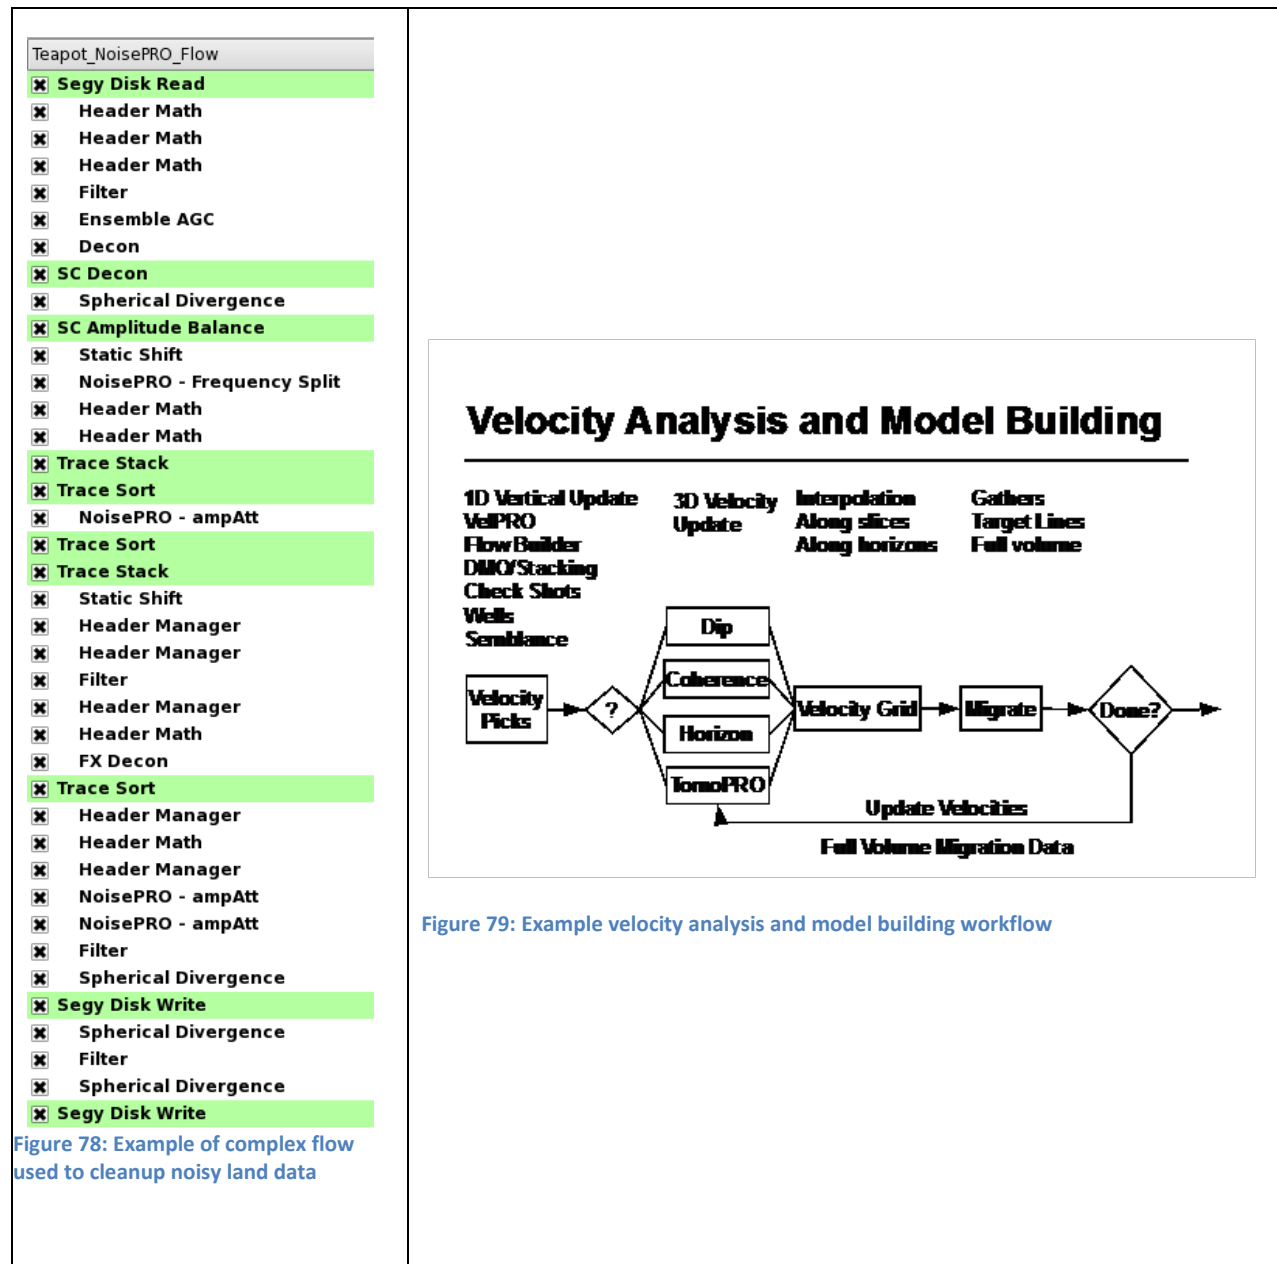 Teapot_NoisePRO_Flow
Segy Disk Read
Header Math
Header Math
Header Math
Filter
Ensemble AGC
Decon
SC Decon
Spherical Divergence
SC Amplitude Balance
Static Shift
NoisePRO - Frequency Split
Header Math
Header Math
Trace Stack
Trace Sort
NoisePRO - ampAtt
Trace Sort
Trace Stack
Static Shift
Header Manager
Header Manager
Filter
Header Manager
Header Math
FX Decon
Trace Sort
Header Manager
Header Math
Header Manager
NoisePRO - ampAtt
NoisePRO - ampAtt
Filter
Spherical Divergence
Segy Disk Write
Spherical Divergence
Filter
Spherical Divergence
Segy Disk Write
Figure 78: Example of complex flow
used to cleanup noisy land data
Velocity Analysis and Model Building
1D Vertical Update
VelPRO
Flow Builder
DMO/Stacking
Check Shots
Wells
Semblance
3D Velocity
Update
Interpolation
Along slices
Along horizons
Gathers
Target Lines
Full volume
Velocity
Picks
?
Dip
Coherence
Horizon
TomoPRO
Velocity Grid
Migrate
Done?
Update Velocities
Full Volume Migration Data
Figure 79: Example velocity analysis and model building workflow